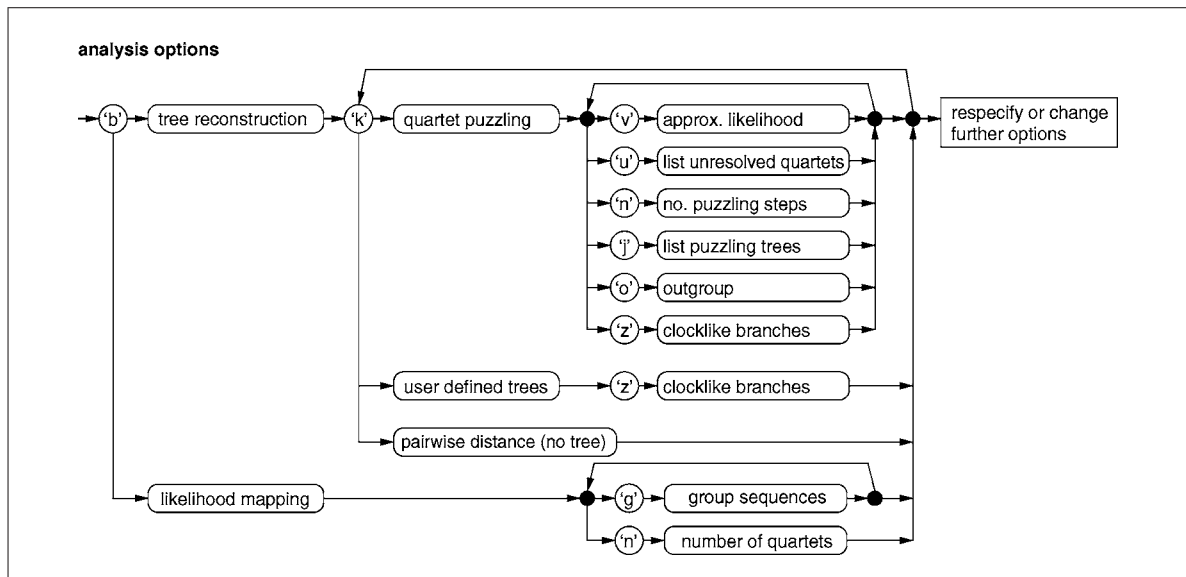 analysis options
‘b’ tree reconstruction ‘k’ quartet puzzling ‘v’ approx. likelihood respecify or change
further options
‘u’ list unresolved quartets
‘n’ no. puzzling steps
‘j’ list puzzling trees
‘o’ outgroup
‘z’ clocklike branches
user defined trees ‘z’ clocklike branches
pairwise distance (no tree)
likelihood mapping ‘g’ group sequences
‘n’ number of quartets